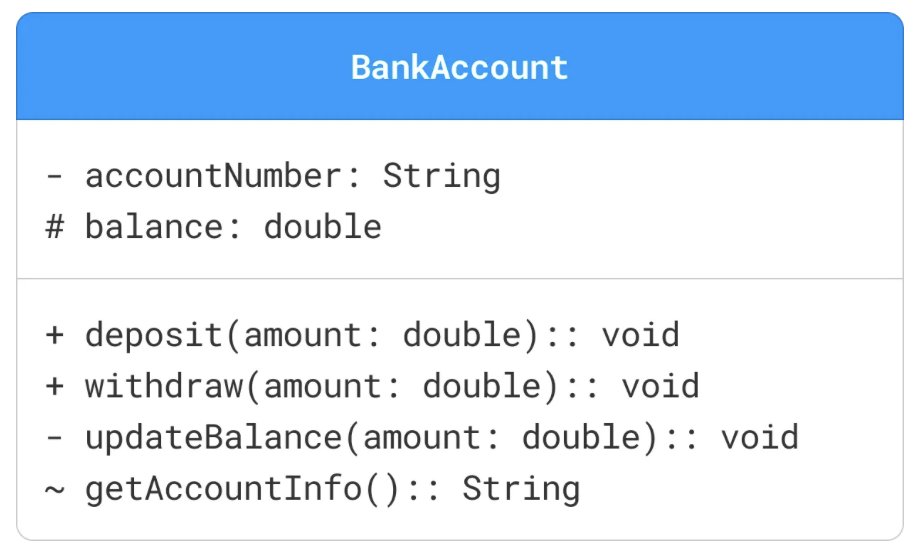 BankAccount
- accountNumber: String
# balance: double
+ deposit(amount: double):: void
+ withdraw(amount: double):: void
- updateBalance(amount: double):: void
~ getAccountInfo():: String